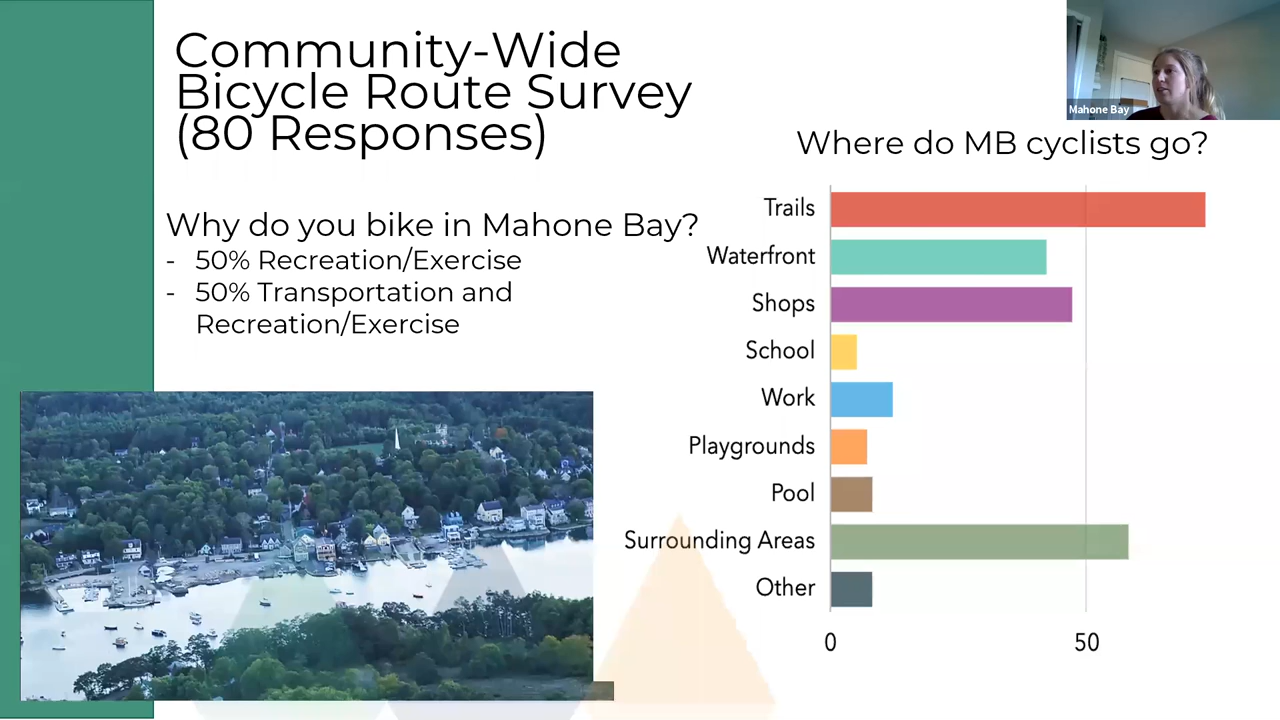 Community-Wide
Bicycle Route Survey
(80 Responses)
Mahone Bay
Where do MB cyclists go?
Why do you bike in Mahone Bay?
- 50% Recreation/Exercise
- 50% Transportation and
Recreation/Exercise
Trails
Waterfront
Shops
School
Work
Playgrounds
Pool
Surrounding Areas
Other
0 50